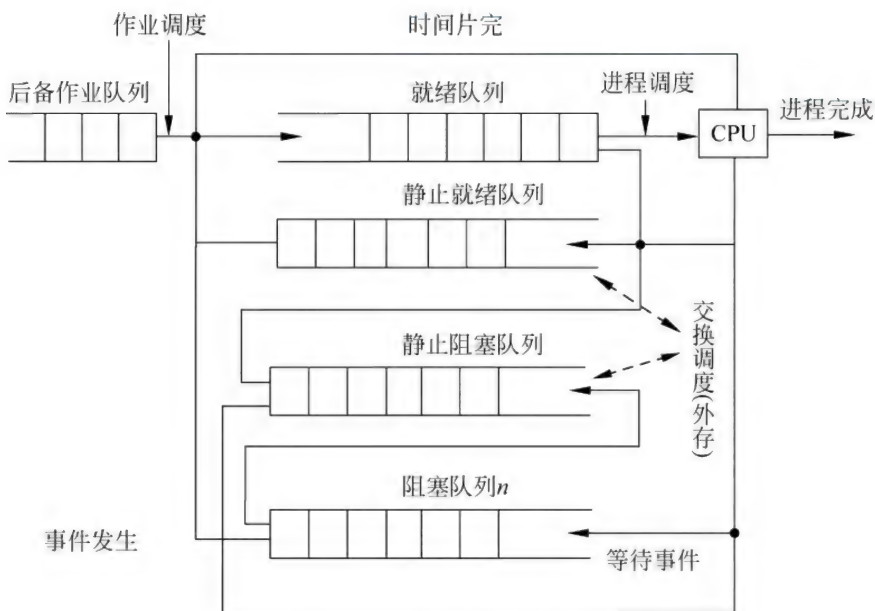 作业调度
时间片完
后备作业队列
就绪队列
进程调度
进程完成
CPU
静止就绪队列
交换调度(外存)
静止阻塞队列
阻塞队列n
事件发生
等待事件